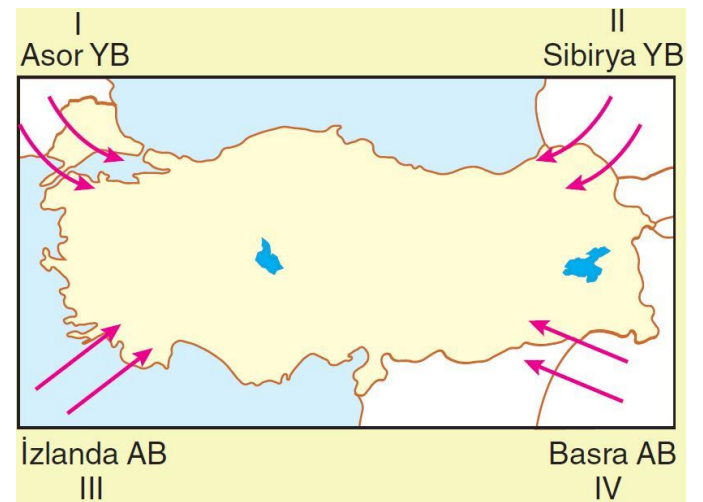 I
Asor YB
II
Sibirya YB
İzlanda AB
III
Basra AB
IV